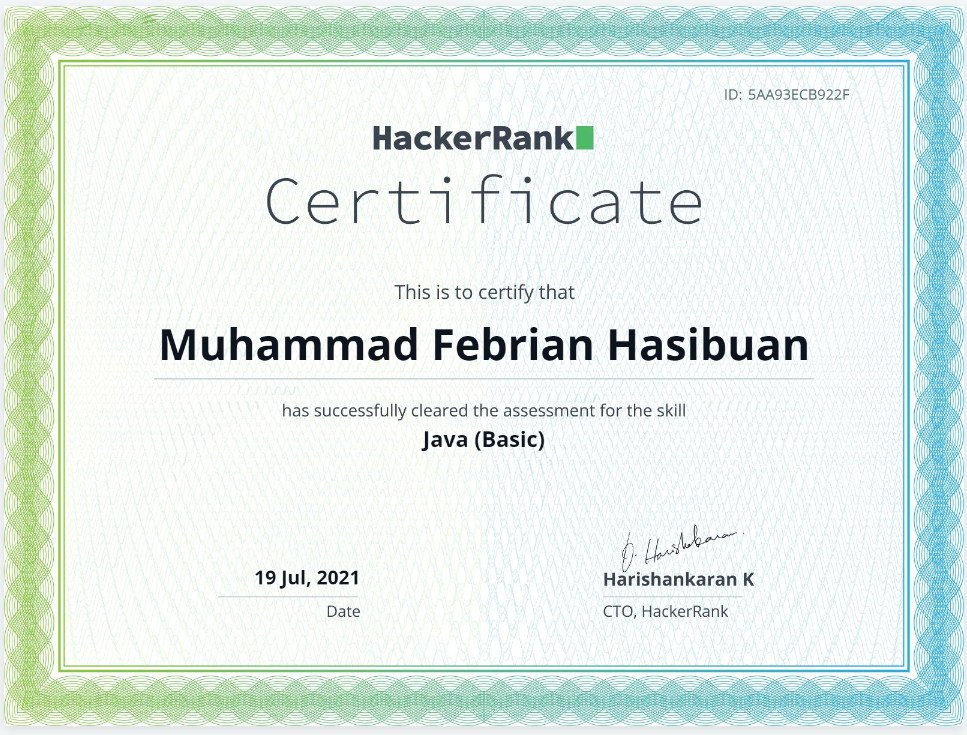 ID: 5AA93ECB922F
HackerRank
Certificate
This is to certify that
Muhammad Febrian Hasibuan
has successfully cleared the assessment for the skill
Java (Basic)
19 Jul, 2021
Date
Harishankaran K
CTO, HackerRank